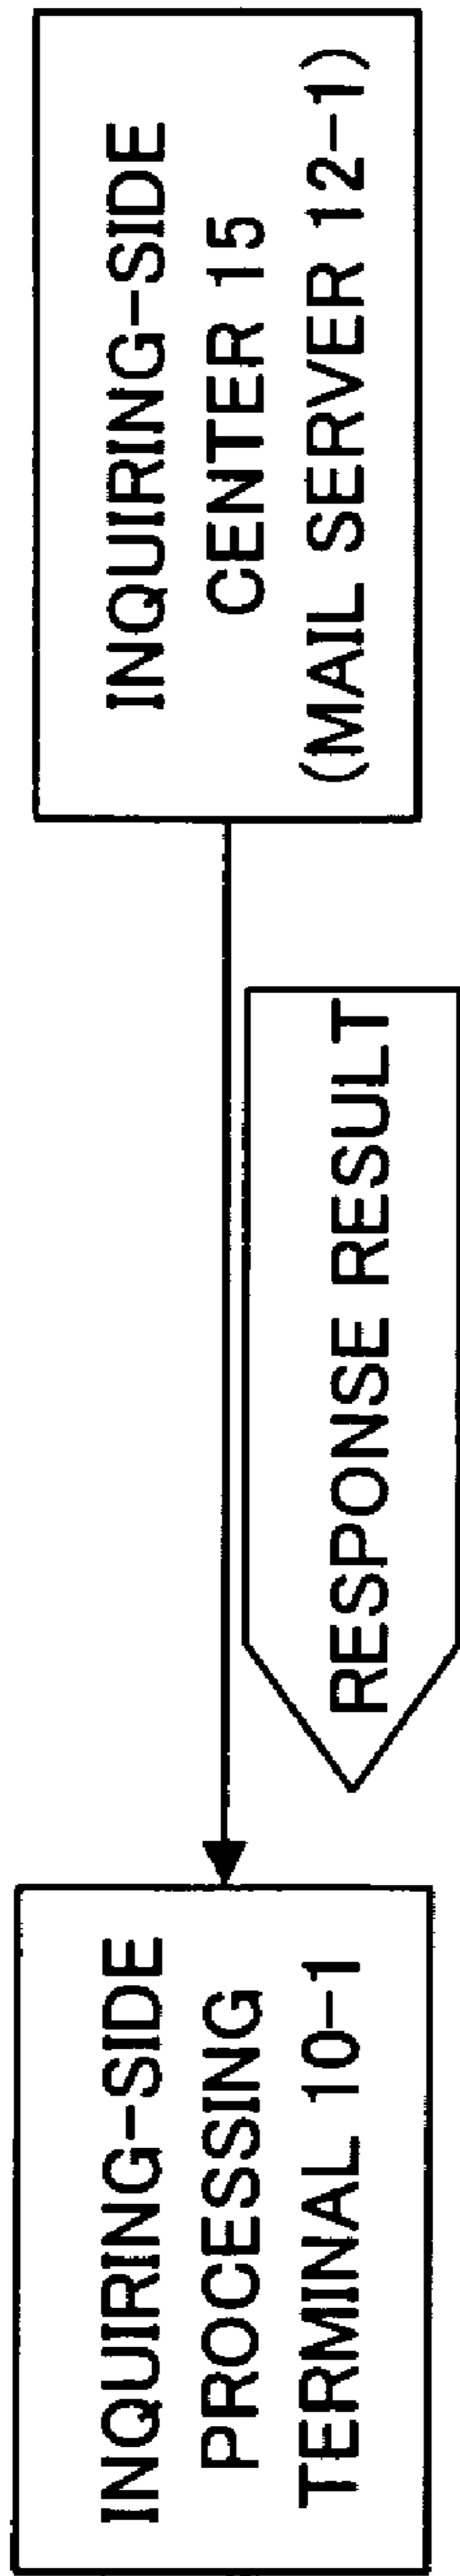 INQUIRING-SIDE
PROCESSING
TERMINAL 10-1
RESPONSE RESULT
INQUIRING-SIDE
CENTER 15
(MAIL SERVER 12-1)